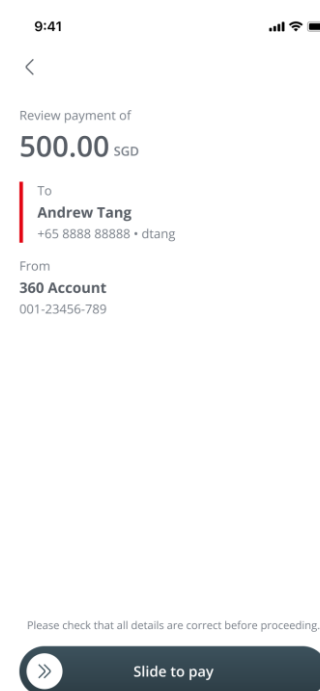 9:41
Review payment of
500.00 SGD
To
Andrew Tang
+65 8888 88888 • dtang
From
360 Account
001-23456-789
Please check that all details are correct before proceeding.
Slide to pay